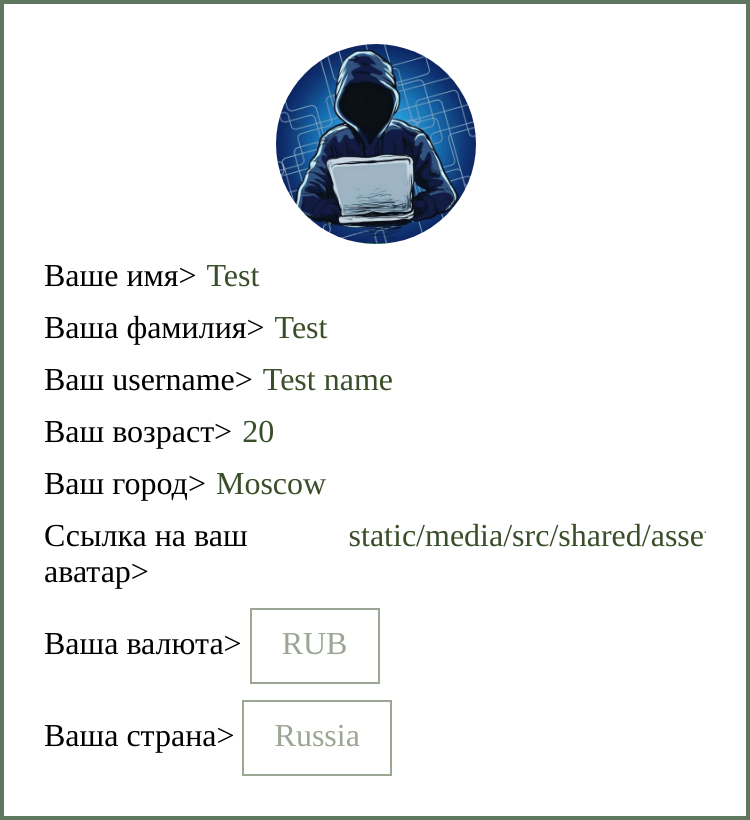 Ваше имя> Test
Ваша фамилия> Test
Ваш username> Test name
Ваш возраст> 20
Ваш город> Moscow
Ссылка на ваш static/media/src/shared/asse
аватар>
Ваша валюта> RUB
Ваша страна> Russia